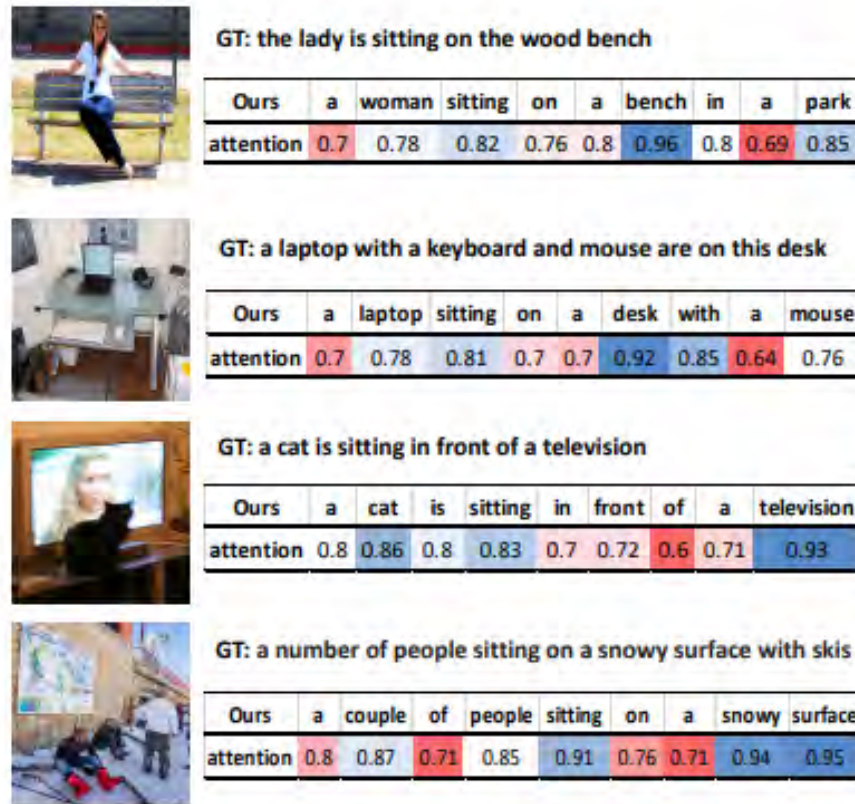 GT: the lady is sitting on the wood bench
Ours a woman sitting on a bench in a park
attention 0.7 0.78 0.82 0.76 0.8 0.96 0.8 0.69 0.85
GT: a laptop with a keyboard and mouse are on this desk
Ours a laptop sitting on a desk with a mouse
attention 0.7 0.78 0.81 0.7 0.7 0.92 0.85 0.64 0.76
GT: a cat is sitting in front of a television
Ours a cat is sitting in front of a television
attention 0.8 0.86 0.8 0.83 0.7 0.72 0.6 0.71 0.93
GT: a number of people sitting on a snowy surface with skis
Ours a couple of people sitting on a snowy surface
attention 0.8 0.87 0.71 0.85 0.91 0.76 0.71 0.94 0.95